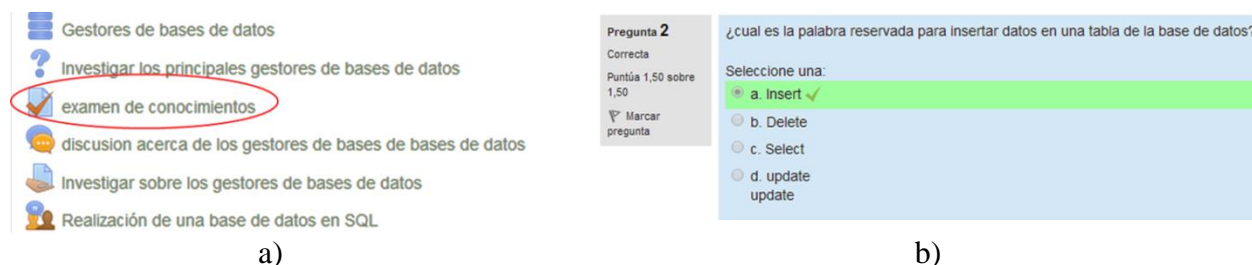 Gestores de bases de datos
Investigar los principales gestores de bases de datos
examen de conocimientos
discusion acerca de los gestores de bases de bases de datos
Investigar sobre los gestores de bases de datos
Realización de una base de datos en SQL
a)
Pregunta 2
Correcta
Puntúa 1,50 sobre
1,50
Marcar
pregunta
¿cual es la palabra reservada para insertar datos en una tabla de la base de datos?
Seleccione una:
a. Insert
b. Delete
c. Select
d. update
update
b)